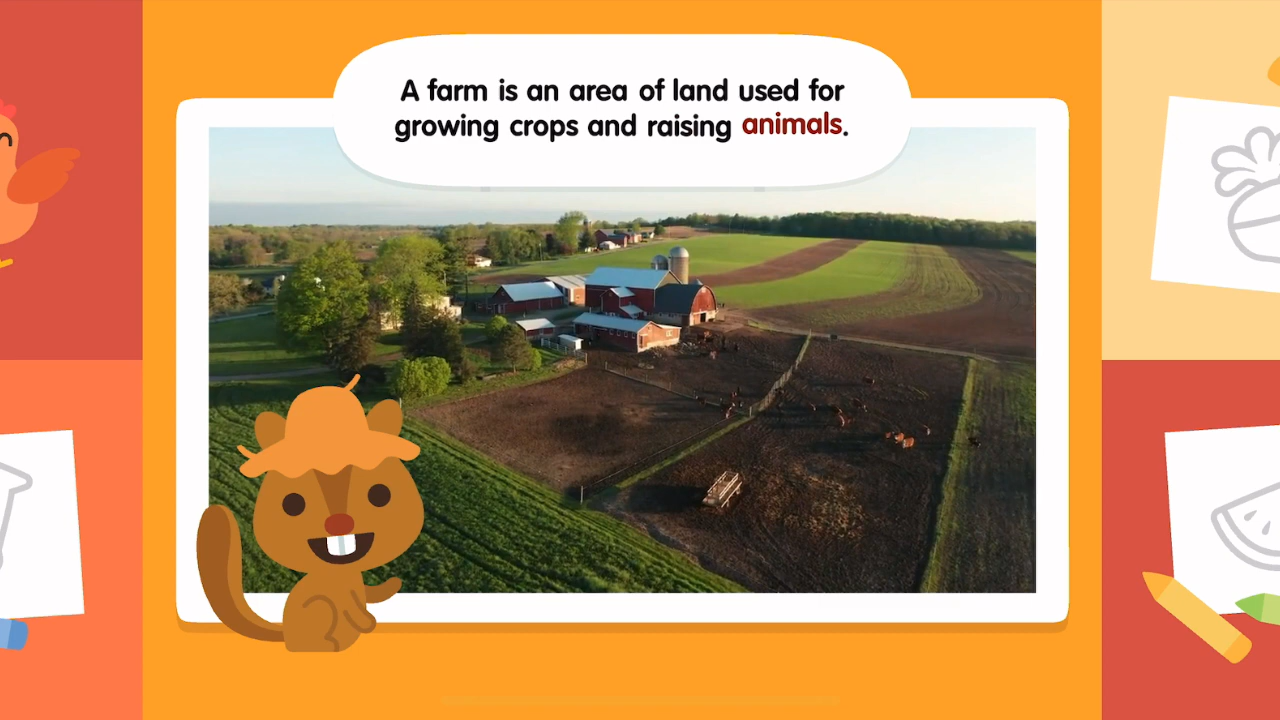 A farm is an area of land used for
growing crops and raising animals.